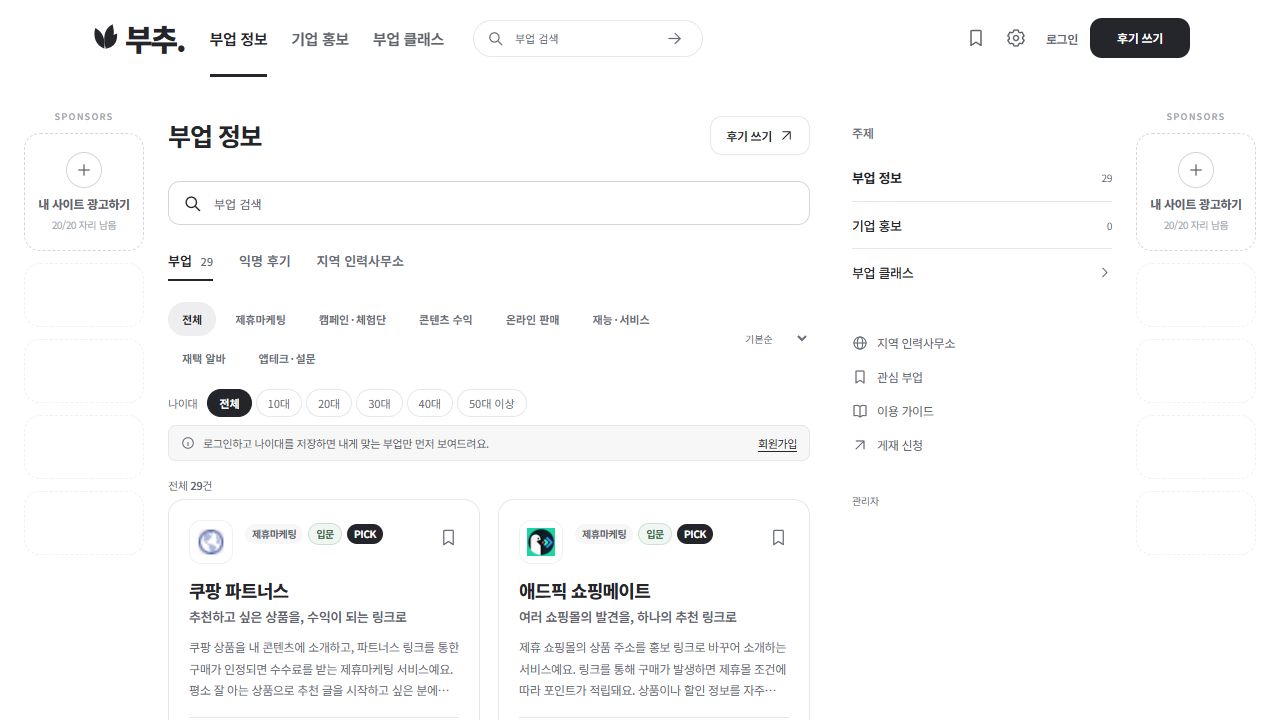 부추.
부업 정보
기업 홍보
부업 클래스
부업 검색
로그인
후기 쓰기
SPONSORS
내 사이트 광고하기
20/20 자리 남음
부업 정보
후기 쓰기
부업 검색
부업 29
익명 후기
지역 인력사무소
전체
제휴마케팅
캠페인·체험단
콘텐츠 수익
온라인 판매
재능·서비스
재택 알바
앱테크·설문
기본순
나이대
전체
10대
20대
30대
40대
50대 이상
로그인하고 나이대를 저장하면 내게 맞는 부업만 먼저 보여드려요.
회원가입
전체 29건
제휴마케팅
입문
PICK
쿠팡 파트너스
추천하고 싶은 상품을, 수익이 되는 링크로
쿠팡 상품을 내 콘텐츠에 소개하고, 파트너스 링크를 통한
구매가 인정되면 수수료를 받는 제휴마케팅 서비스예요.
평소 잘 아는 상품으로 추천 글을 시작하고 싶은 분에…
제휴마케팅
입문
PICK
애드픽 쇼핑메이트
여러 쇼핑몰의 발견을, 하나의 추천 링크로
제휴 쇼핑몰의 상품 주소를 홍보 링크로 바꾸어 소개하는
서비스예요. 링크를 통해 구매가 발생하면 제휴몰 조건에
따라 포인트가 적립돼요. 상품이나 할인 정보를 자주…
주제
부업 정보 29
기업 홍보 0
부업 클래스
지역 인력사무소
관심 부업
이용 가이드
게재 신청
관리자
SPONSORS
내 사이트 광고하기
20/20 자리 남음